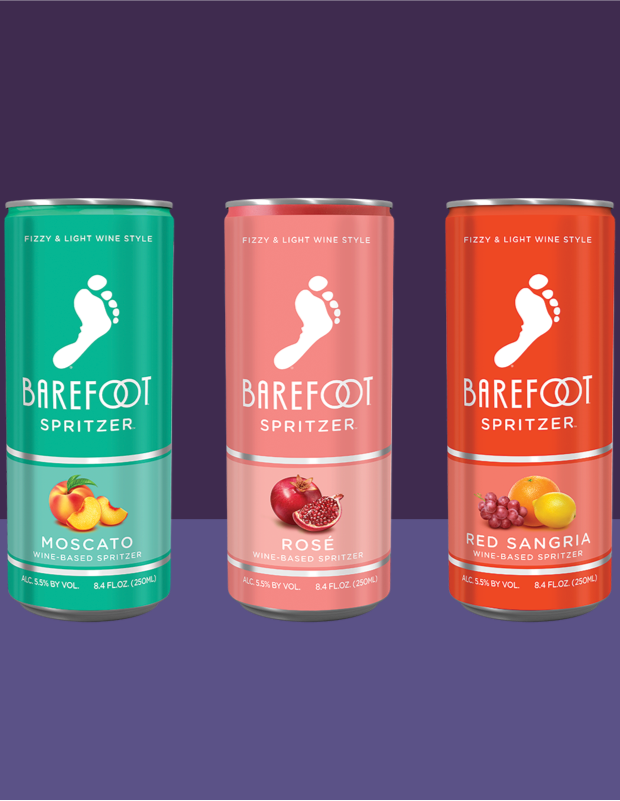 FIZZY & LIGHT WINE STYLE
BAREFOOT
SPRITZER™
MOSCATO
WINE-BASED SPRITZER
ALC. 5.5% BY VOL. 8.4 FL.OZ. (250ML)
FIZZY & LIGHT WINE STYLE
BAREFOOT
SPRITZER™
ROSÉ
WINE-BASED SPRITZER
ALC. 5.5% BY VOL. 8.4 FL.OZ. (250ML)
FIZZY & LIGHT WINE STYLE
BAREFOOT
SPRITZER™
RED SANGRIA
WINE-BASED SPRITZER
ALC. 5.5% BY VOL. 8.4 FL.OZ. (250ML)